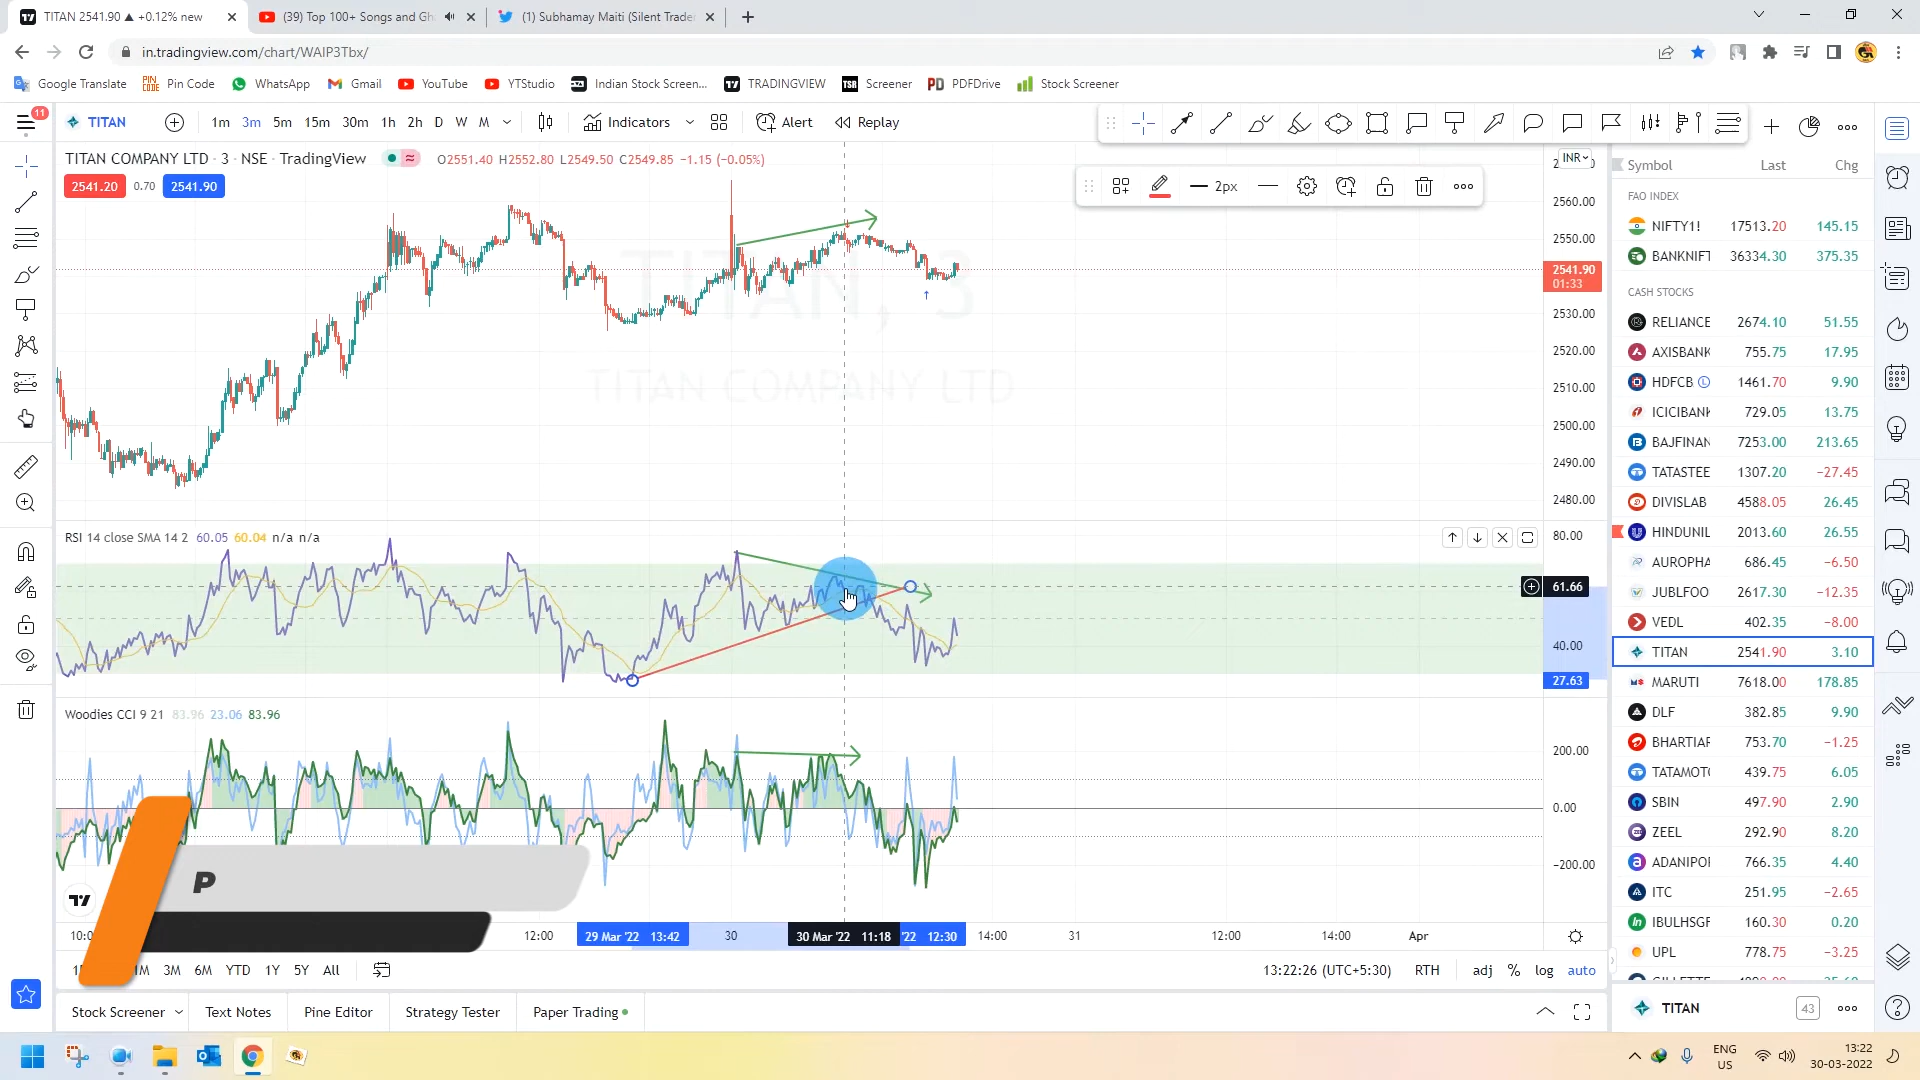 TITAN 2541.90 ▲ +0.12% new
(39) Top 100+ Songs and Gh
(1) Subhamay Maiti (Silent Trade
in.tradingview.com/chart/WAIP3Tbx/
Google Translate
Pin Code
WhatsApp
Gmail
YouTube
YTStudio
Indian Stock Screen...
TRADINGVIEW
Screener
PDFDrive
Stock Screener
11
TITAN
1m 3m 5m 15m 30m 1h 2h D W M
Indicators
Alert
Replay
TITAN COMPANY LTD · 3 · NSE · TradingView
O2551.40 H2552.80 L2549.50 C2549.85 −1.15 (−0.05%)
2541.20 0.70 2541.90
2px
INR
2560.00
2550.00
2541.90
01:33
2530.00
2520.00
2510.00
2500.00
2490.00
2480.00
TITAN, 3
TITAN COMPANY LTD
RSI 14 close SMA 14 2 60.05 60.04 n/a n/a
80.00
61.66
40.00
27.63
Woodies CCI 9 21 83.96 23.06 83.96
200.00
0.00
−200.00
P
12:00
29 Mar '22 13:42
30
30 Mar '22 11:18
'22 12:30
14:00
31
12:00
14:00
Apr
3M 6M YTD 1Y 5Y All
13:22:26 (UTC+5:30)
RTH
adj % log auto
Stock Screener
Text Notes
Pine Editor
Strategy Tester
Paper Trading
Symbol Last Chg
FAO INDEX
NIFTY1! 17513.20 145.15
BANKNIFT 36334.30 375.35
CASH STOCKS
RELIANCE 2674.10 51.55
AXISBANK 755.75 17.95
HDFCB 1461.70 9.90
ICICIBANK 729.05 13.75
BAJFINAN 7253.00 213.65
TATASTEE 1307.20 −27.45
DIVISLAB 4588.05 26.45
HINDUNIL 2013.60 26.55
AUROPHA 686.45 −6.50
JUBLFOO 2617.30 −12.35
VEDL 402.35 −8.00
TITAN 2541.90 3.10
MARUTI 7618.00 178.85
DLF 382.85 9.90
BHARTIAR 753.70 −1.25
TATAMOTO 439.75 6.05
SBIN 497.90 2.90
ZEEL 292.90 8.20
ADANIPOR 766.35 4.40
ITC 251.95 −2.65
IBULHSGF 160.30 0.20
UPL 778.75 −3.25
TITAN
43
ENG
US
13:22
30-03-2022